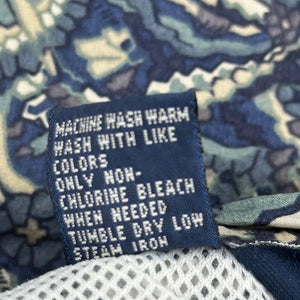 MACHINE WASH WARM
WASH WITH LIKE
COLORS
ONLY NON-
CHLORINE BLEACH
WHEN NEEDED
TUMBLE DRY LOW
STEAM IRON